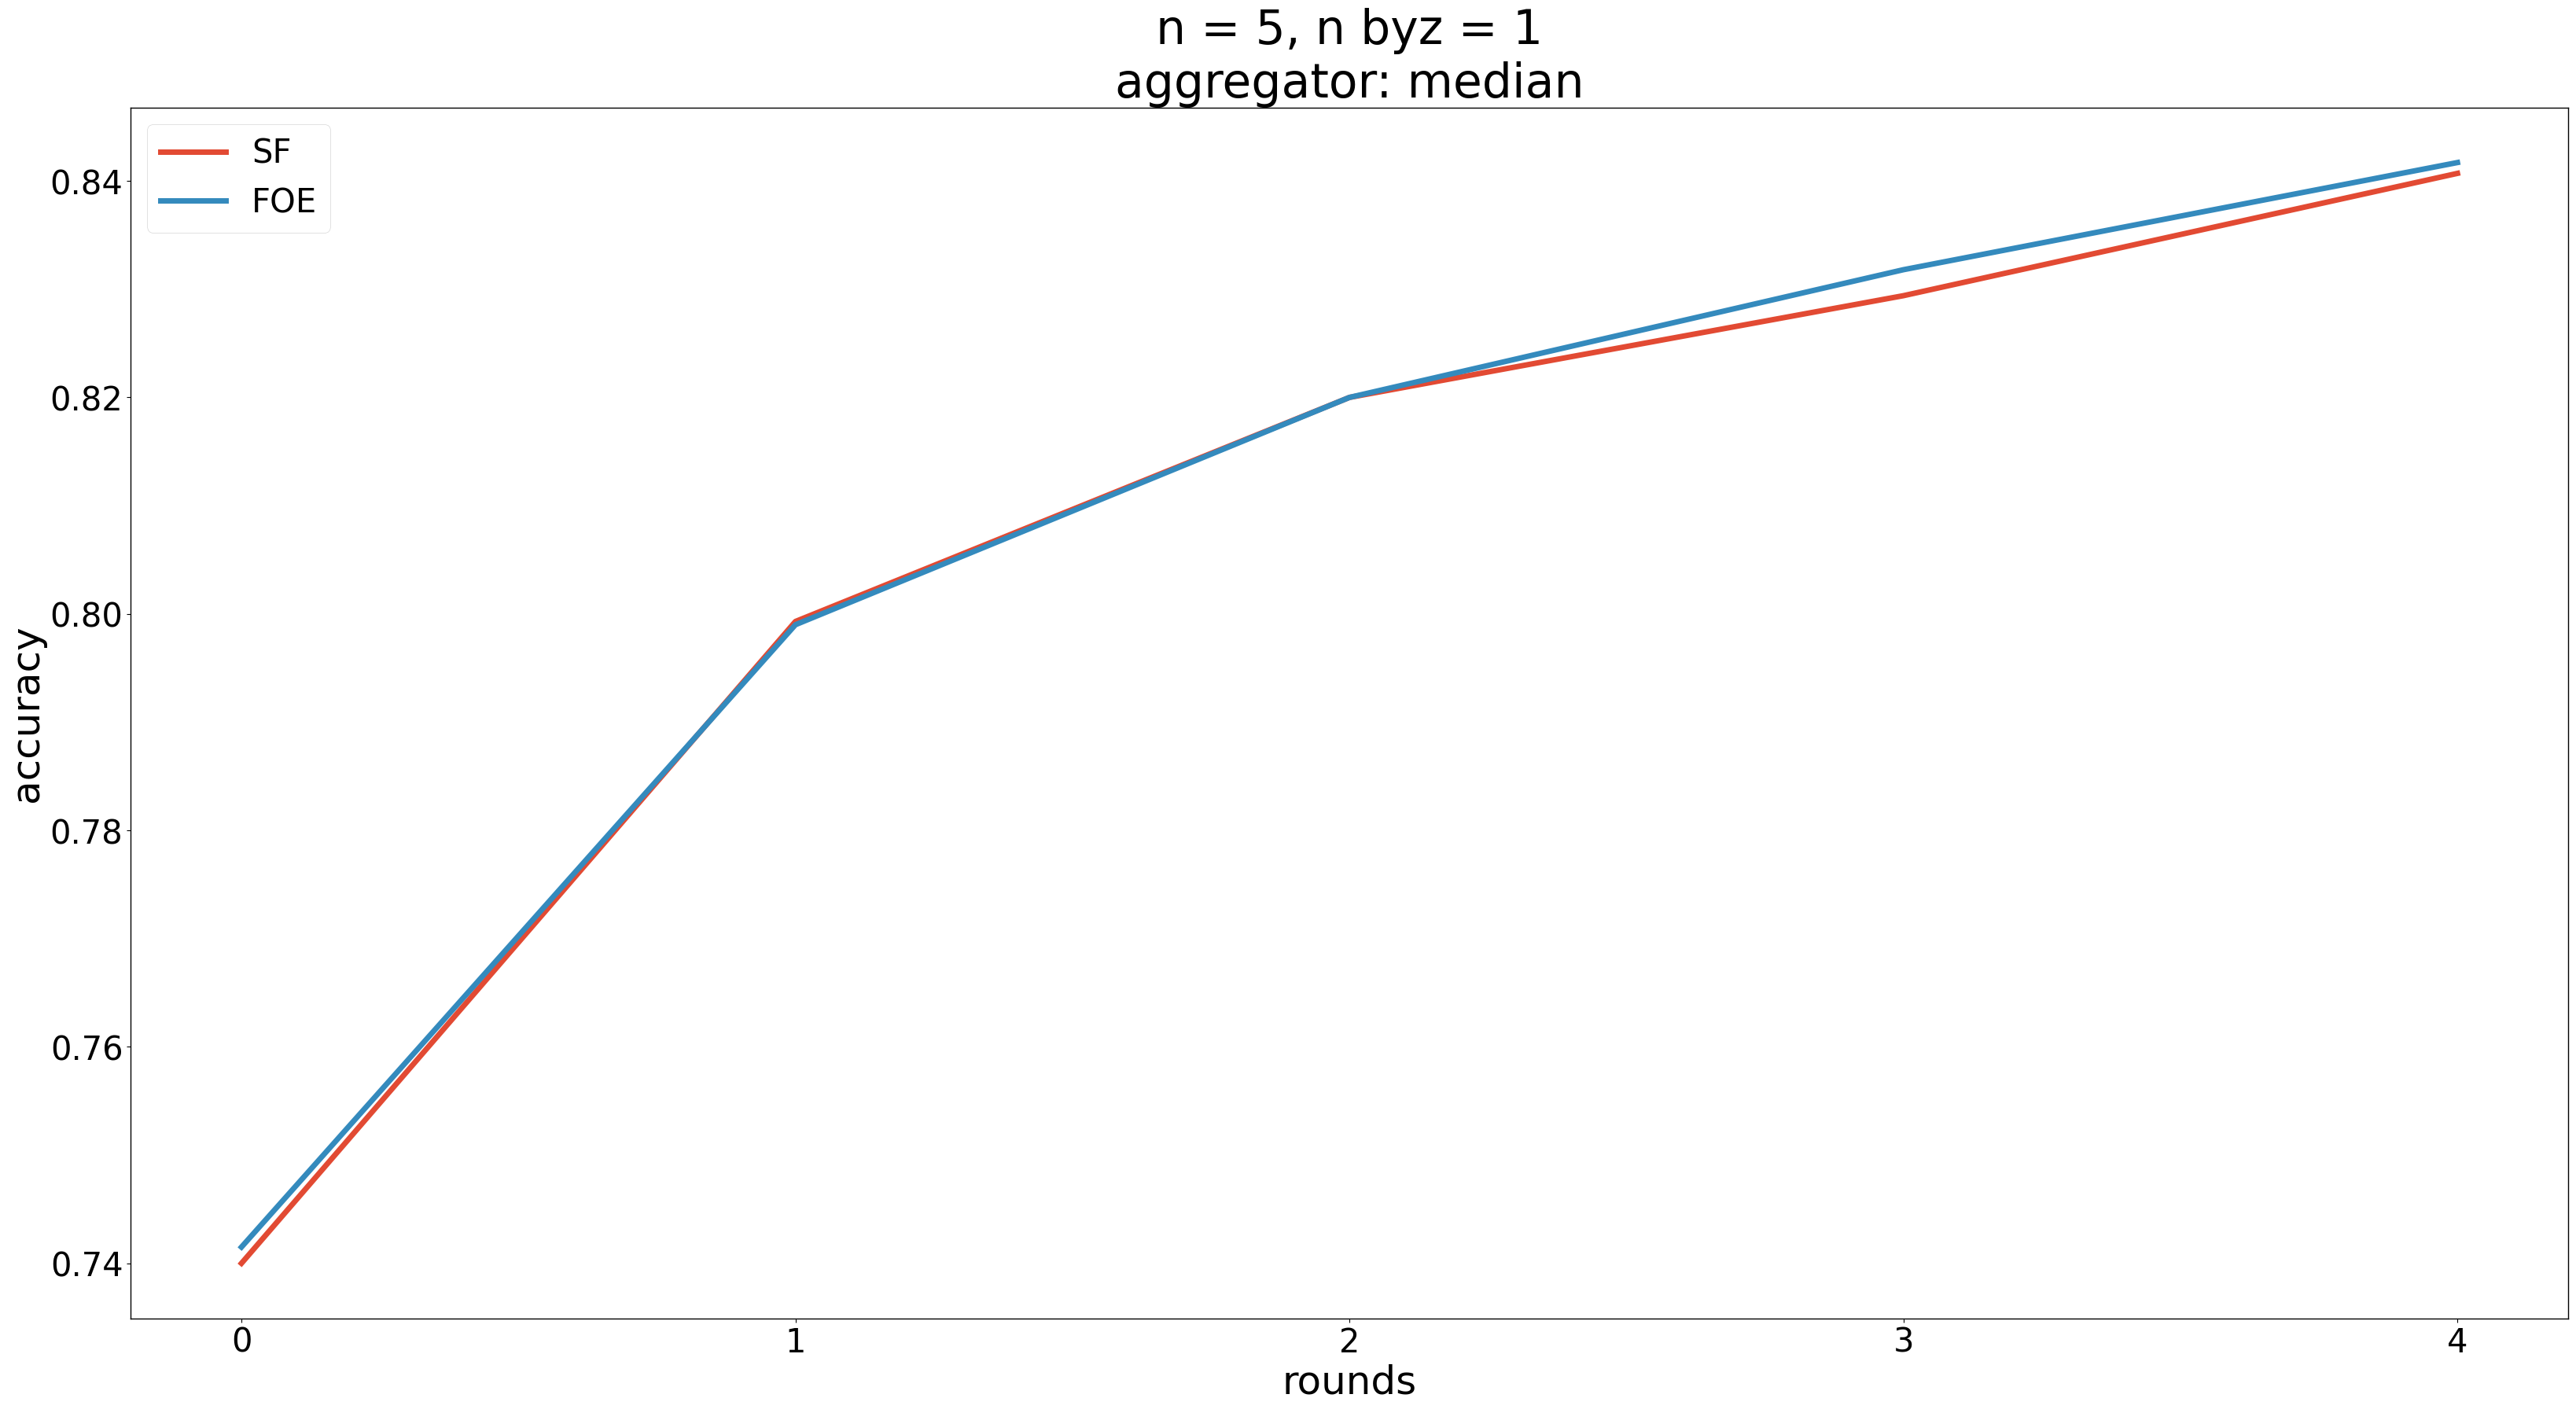 n = 5, n byz = 1
aggregator: median
SF
FOE
0.84
0.82
0.80
0.78
0.76
0.74
accuracy
0 1 2 3 4
rounds